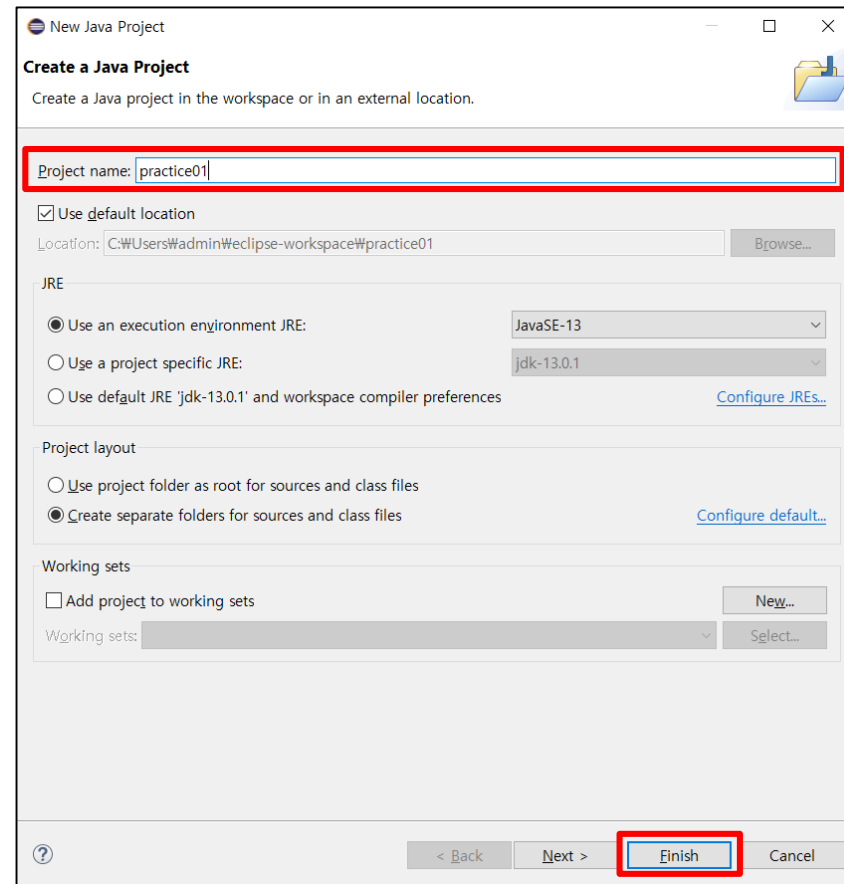 New Java Project
Create a Java Project
Create a Java project in the workspace or in an external location.
Project name: practice01
Use default location
Location: C:₩Users₩admin₩eclipse-workspace₩practice01 Browse...
JRE
Use an execution environment JRE: JavaSE-13
Use a project specific JRE: jdk-13.0.1
Use default JRE 'jdk-13.0.1' and workspace compiler preferences Configure JREs...
Project layout
Use project folder as root for sources and class files
Create separate folders for sources and class files Configure default...
Working sets
Add project to working sets New...
Working sets: Select...
? < Back Next > Finish Cancel